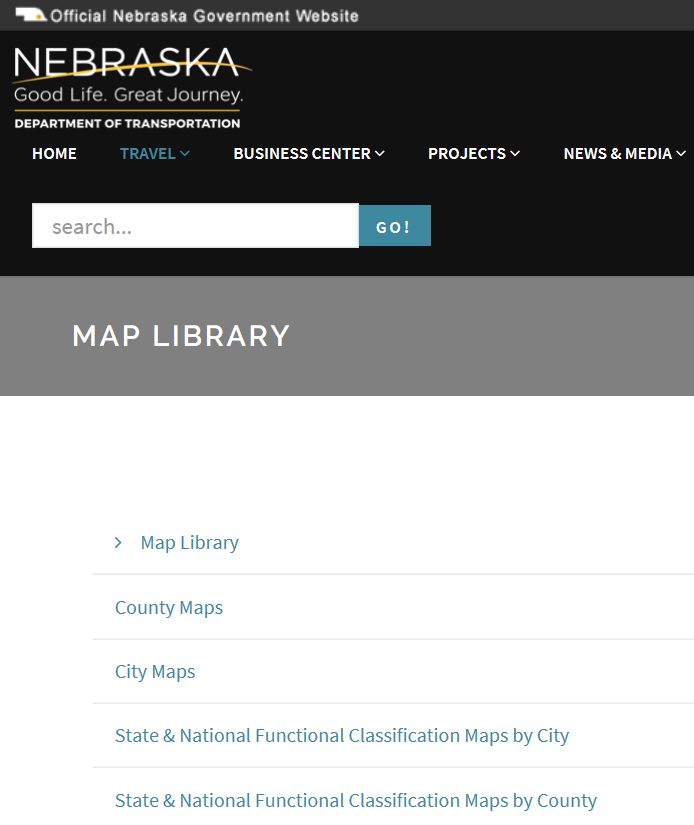 Official Nebraska Government Website
NEBRASKA
Good Life. Great Journey.
DEPARTMENT OF TRANSPORTATION
HOME TRAVEL BUSINESS CENTER PROJECTS NEWS & MEDIA
search... GO!
MAP LIBRARY
Map Library
County Maps
City Maps
State & National Functional Classification Maps by City
State & National Functional Classification Maps by County